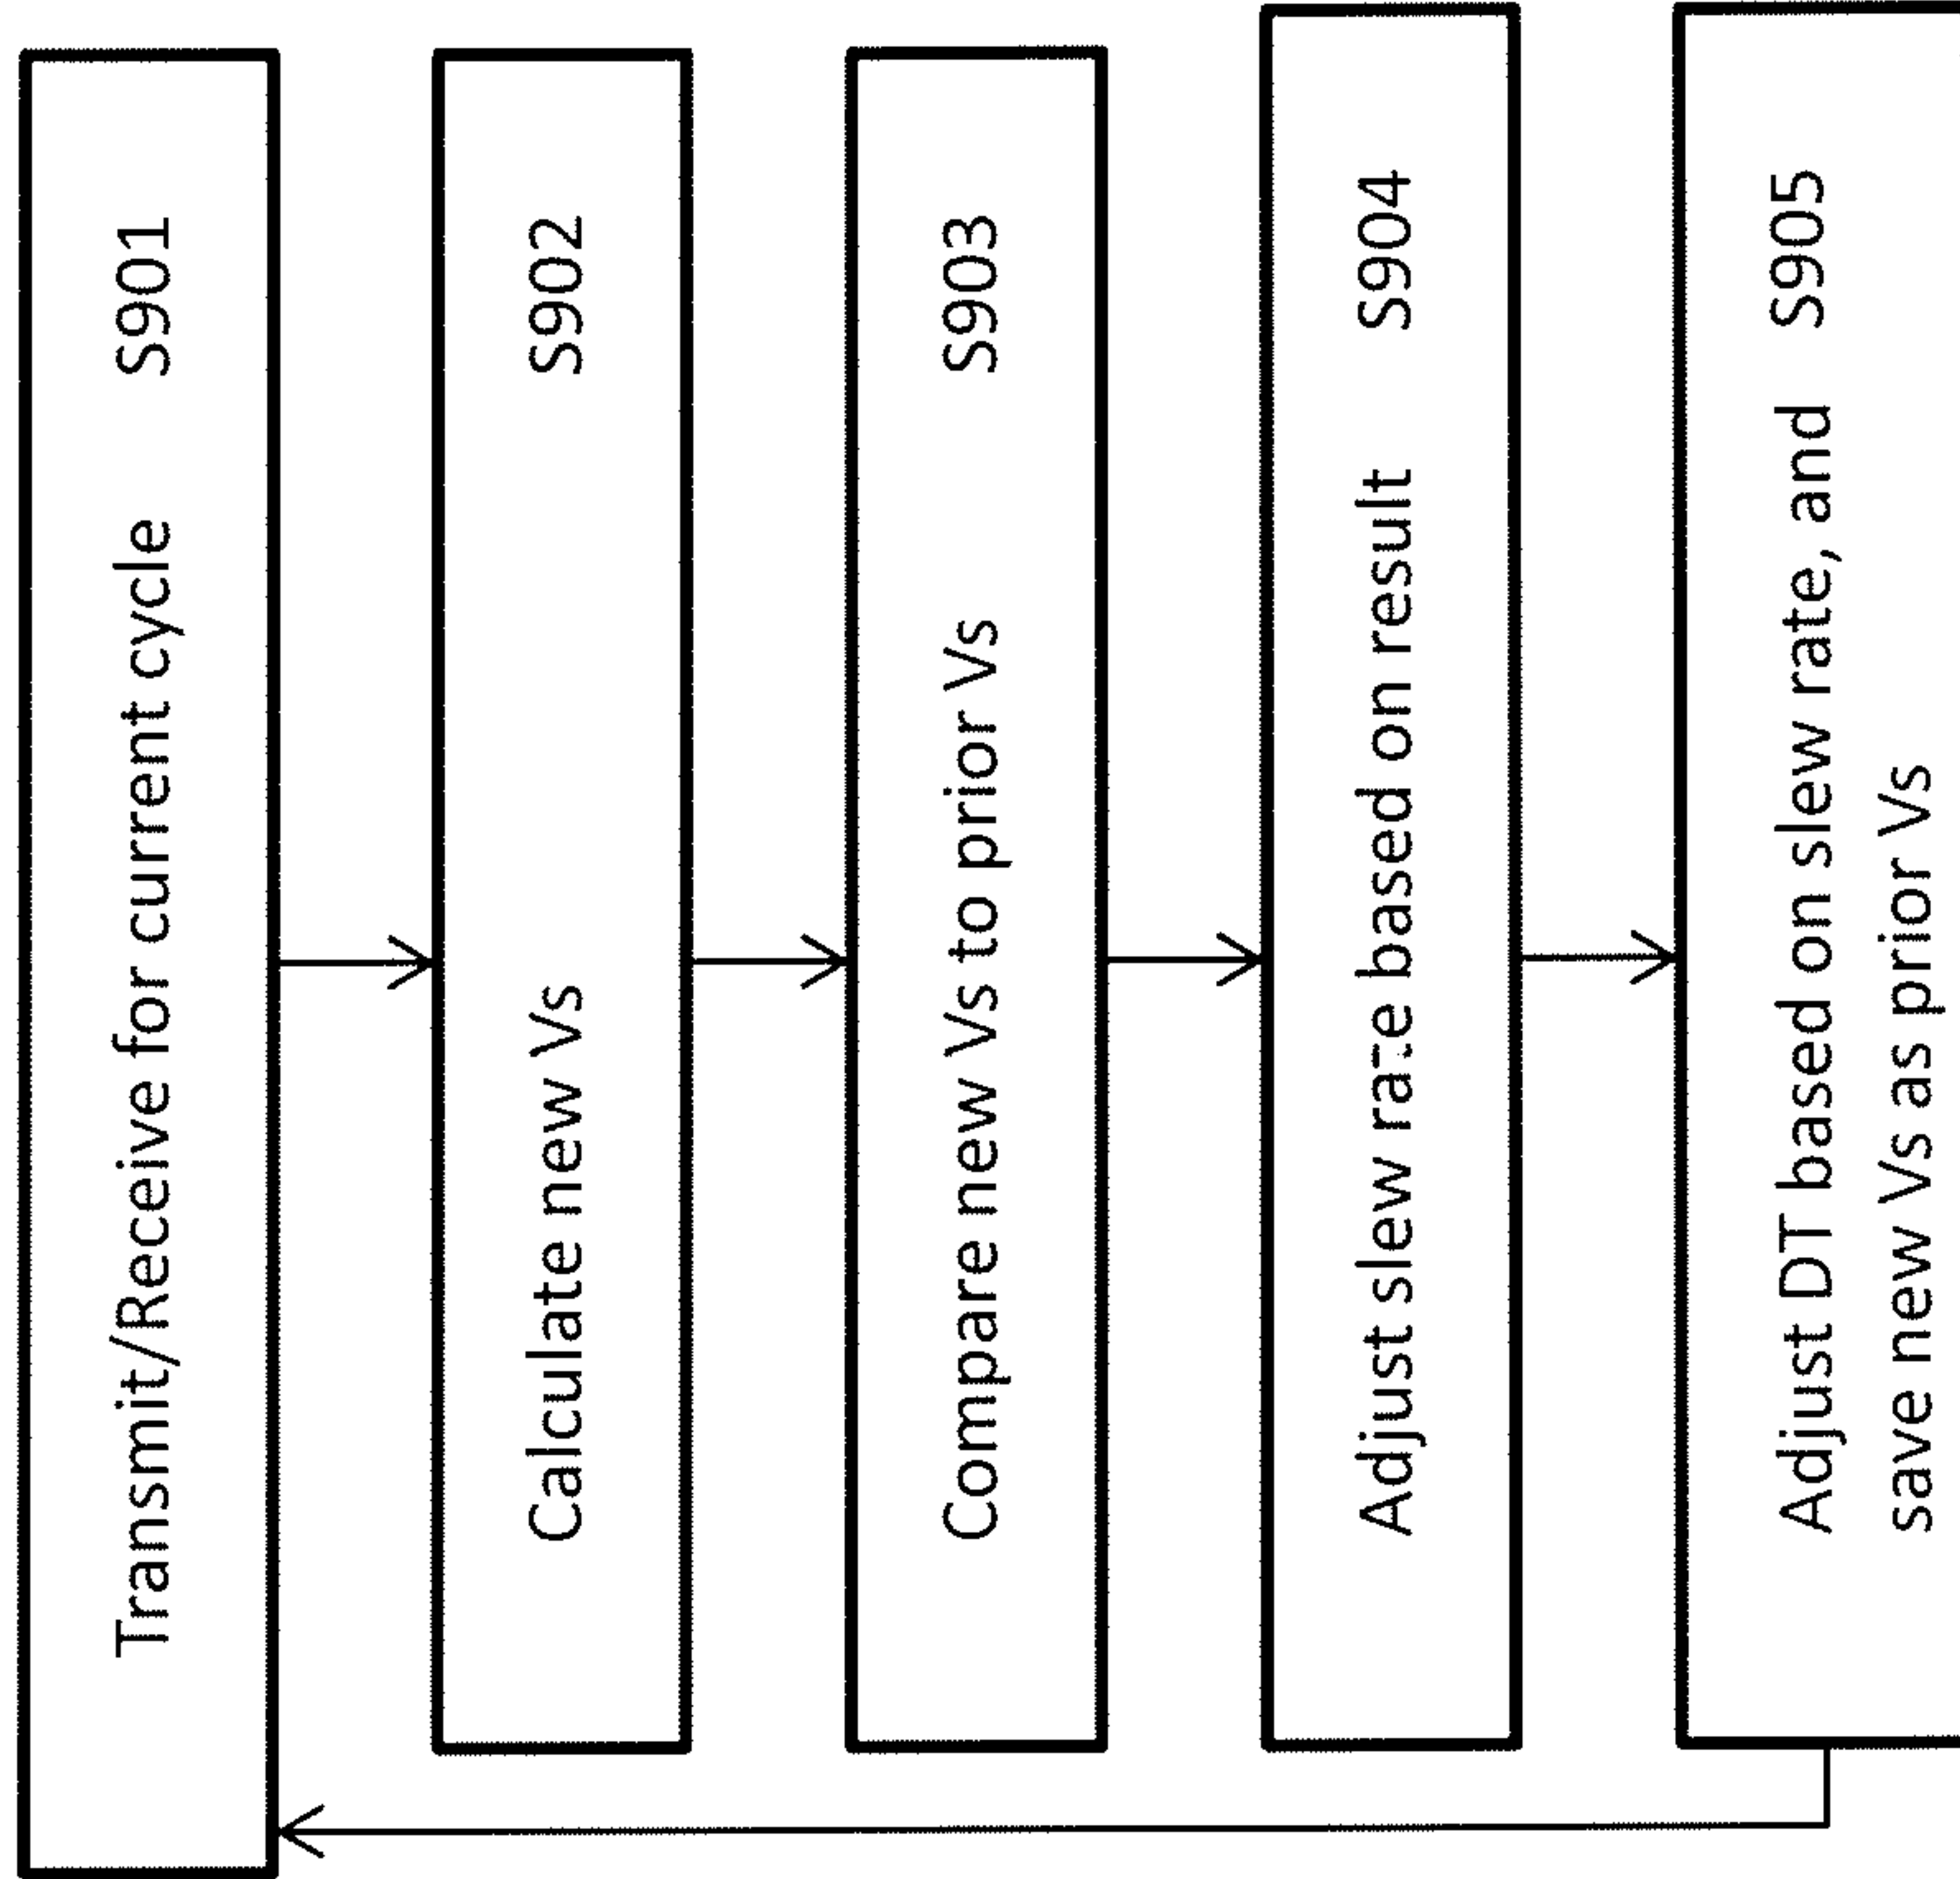 Transmit/Receive for current cycle S901
Calculate new Vs S902
Compare new Vs to prior Vs S903
Adjust slew rate based on result S904
Adjust DT based on slew rate, and S905
save new Vs as prior Vs